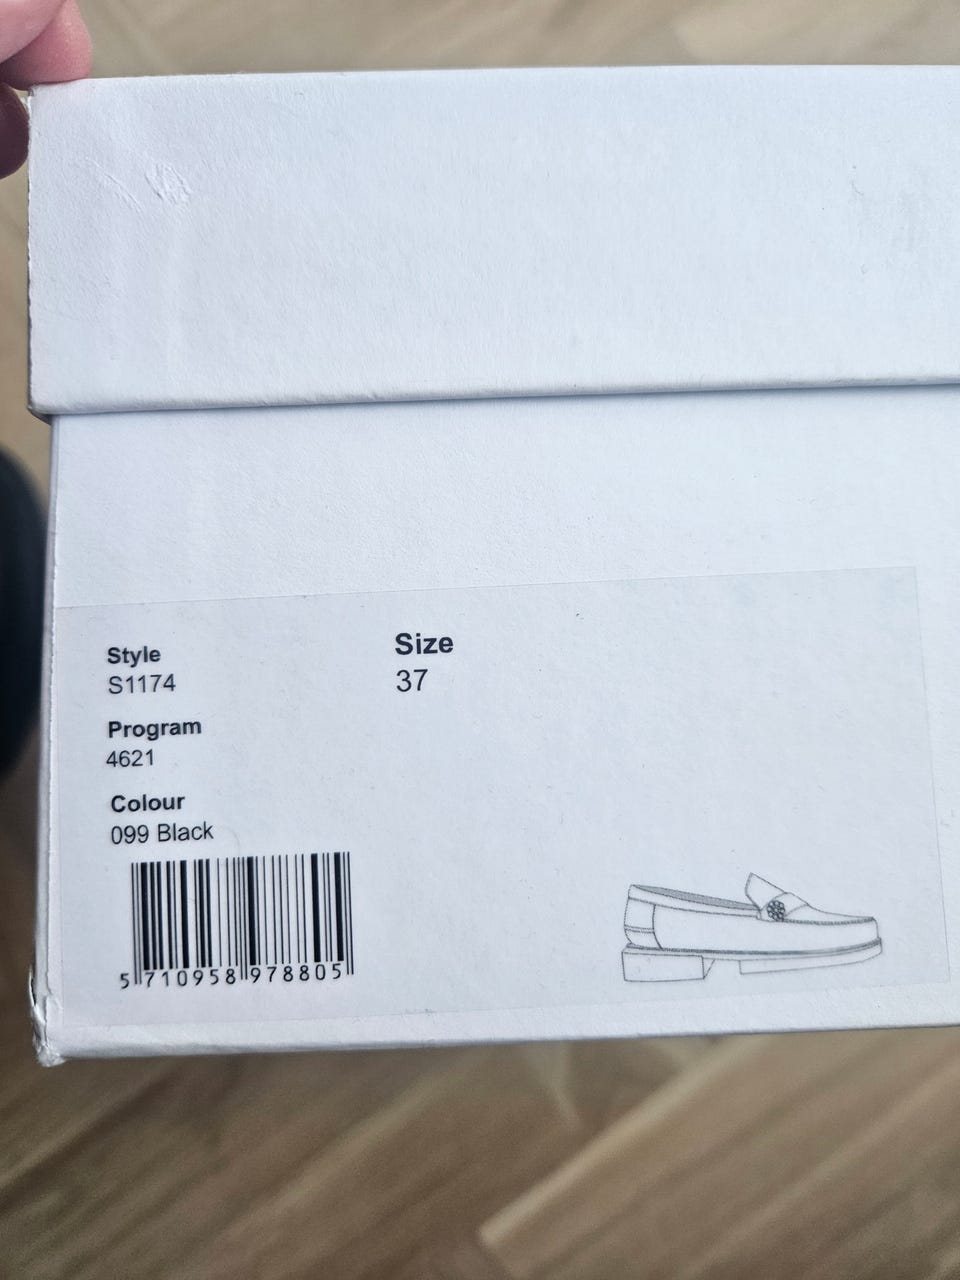 Style
S1174
Size
37
Program
4621
Colour
099 Black
5 710958 978805